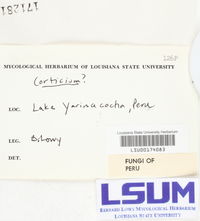 171281
1268
MYCOLOGICAL HERBARIUM OF LOUISIANA STATE UNIVERSITY
Corticium?
LOC. Lake Yarinacocha, Peru
LEG. B. Lowy
DET.
Louisiana State University Herbarium
LSU00174083
FUNGI OF
PERU
LSUM
BERNARD LOWY MYCOLOGICAL HERBARIUM
LOUISIANA STATE UNIVERSITY